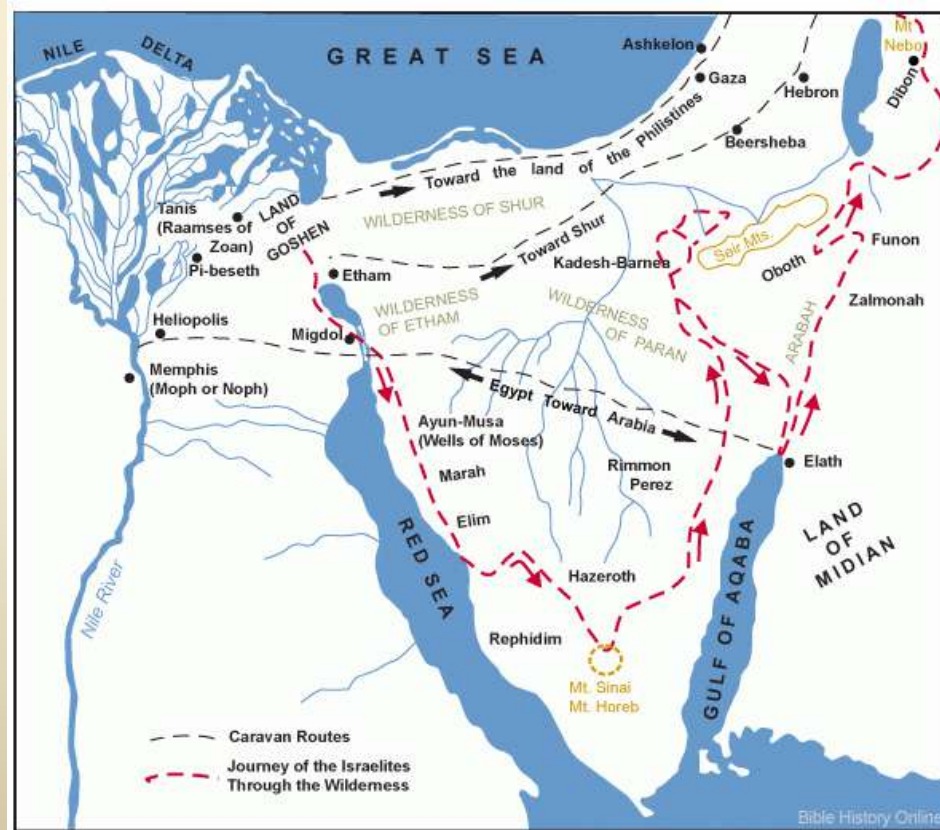 NILE DELTA
GREAT SEA
Ashkelon
Gaza
Hebron
Beersheba
Mt
Nebo
Dibon
Toward the land of the Philistines
Tanis
(Raamses of
Zoan)
Pi-beseth
LAND
OF
GOSHEN
WILDERNESS OF SHUR
Toward Shur
Etham
Kadesh-Barnea
Seir Mts.
Oboth
Funon
Zalmonah
WILDERNESS
OF ETHAM
WILDERNESS
OF PARAN
ARABAH
Heliopolis
Migdol
Memphis
(Moph or Noph)
Egypt Toward Arabia
Ayun-Musa
(Wells of Moses)
Marah
Elim
Rimmon
Perez
Elath
LAND
OF
MIDIAN
RED SEA
Hazeroth
GULF OF AQABA
Nile River
Rephidim
Mt. Sinai
Mt. Horeb
Caravan Routes
Journey of the Israelites
Through the Wilderness
Bible History Online